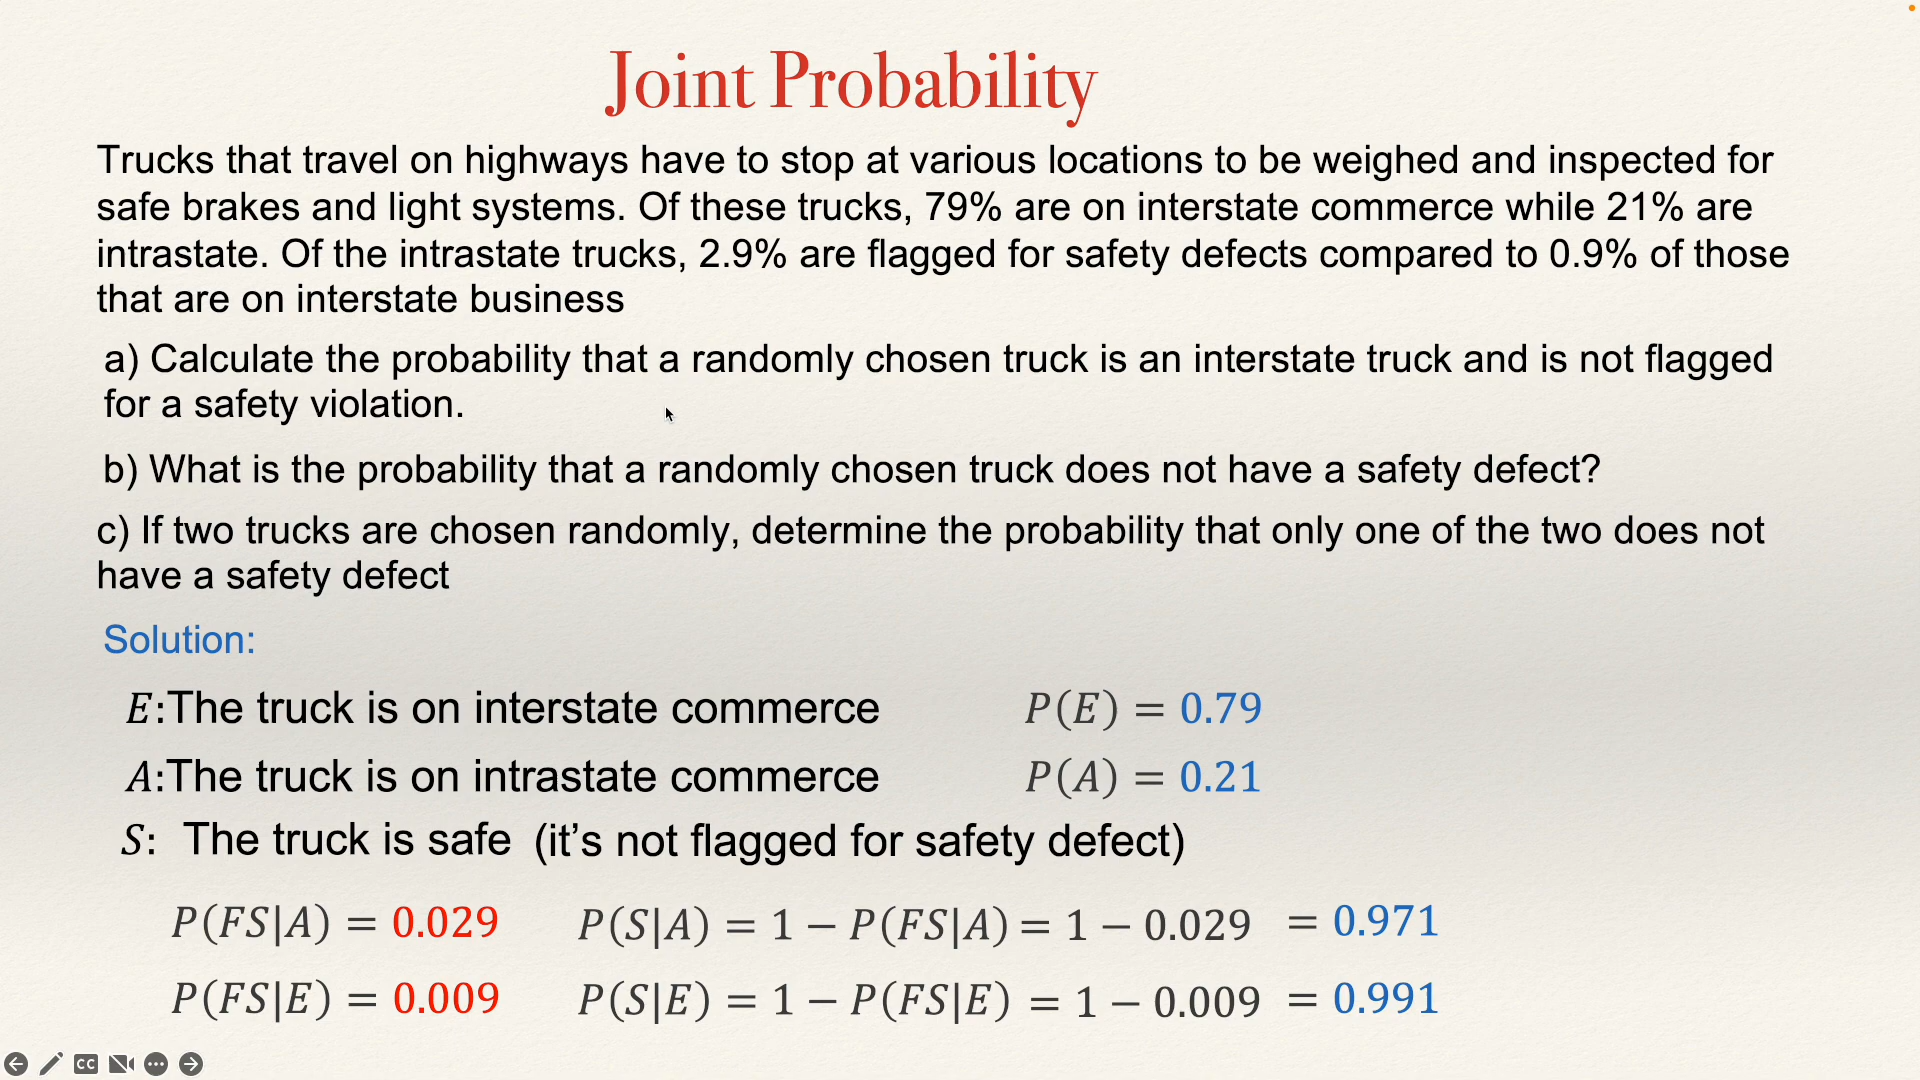 Joint Probability
Trucks that travel on highways have to stop at various locations to be weighed and inspected for
safe brakes and light systems. Of these trucks, 79% are on interstate commerce while 21% are
intrastate. Of the intrastate trucks, 2.9% are flagged for safety defects compared to 0.9% of those
that are on interstate business
a) Calculate the probability that a randomly chosen truck is an interstate truck and is not flagged
for a safety violation.
b) What is the probability that a randomly chosen truck does not have a safety defect?
c) If two trucks are chosen randomly, determine the probability that only one of the two does not
have a safety defect
Solution:
E:The truck is on interstate commerce P(E) = 0.79
A:The truck is on intrastate commerce P(A) = 0.21
S: The truck is safe (it’s not flagged for safety defect)
P(FS|A) = 0.029 P(S|A) = 1 − P(FS|A) = 1 − 0.029 = 0.971
P(FS|E) = 0.009 P(S|E) = 1 − P(FS|E) = 1 − 0.009 = 0.991
CC